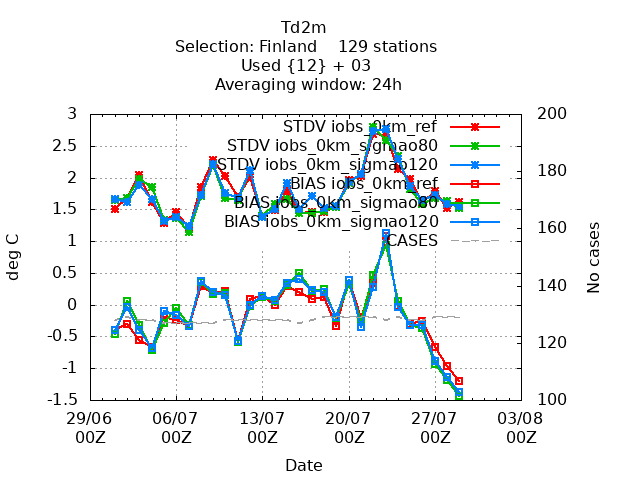 Td2m
Selection: Finland    129 stations
Used {12} + 03
Averaging window: 24h
STDV iobs_0km_ref
STDV iobs_0km_sigmao80
STDV iobs_0km_sigmao120
BIAS iobs_0km_ref
BIAS iobs_0km_sigmao80
BIAS iobs_0km_sigmao120
CASES
deg C
3
2.5
2
1.5
1
0.5
0
-0.5
-1
-1.5
No cases
200
180
160
140
120
100
29/06 06/07 13/07 20/07 27/07 03/08
00Z 00Z 00Z 00Z 00Z 00Z
Date